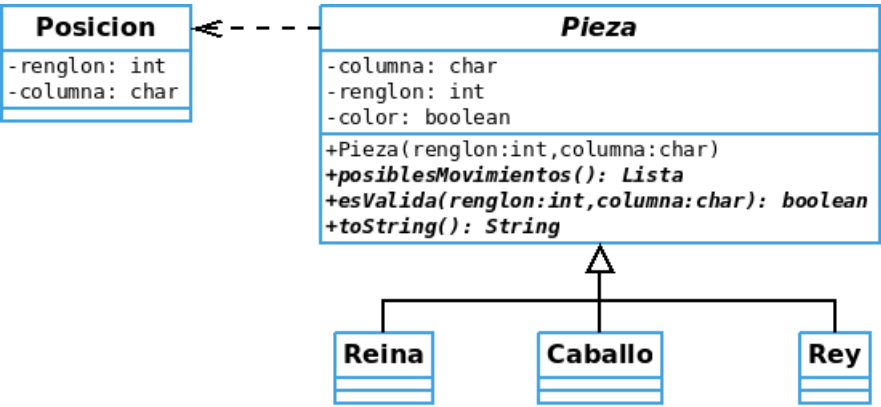 Posicion
-renglon: int
-columna: char
Pieza
-columna: char
-renglon: int
-color: boolean
+Pieza(renglon:int,columna:char)
+posiblesMovimientos(): Lista
+esValida(renglon:int,columna:char): boolean
+toString(): String
Reina
Caballo
Rey